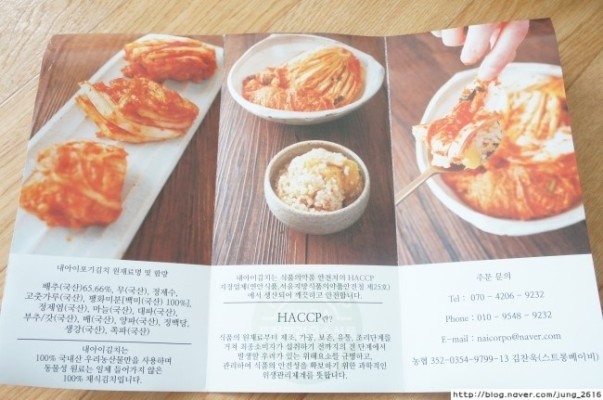 http://blog.naver.com/jung_2616
내아이포기김치 원재료명 및 함량
배추(국산)65.66%, 무(국산), 정제수,
고춧가루(국산), 팽화미분[백미(국산) 100%],
정제염(국산), 마늘(국산), 대파(국산),
부추/갓(국산), 배(국산), 양파(국산), 정백당,
생강(국산), 쪽파(국산)
내아이김치는
100% 국내산 우리농산물만을 사용하며
동물성 원료는 일체 들어가지 않은
100% 채식김치입니다.
내아이김치는 식품의약품 안전처의 HACCP
지정업체(연안식품,서울지방식품의약품안전청 제25호)
에서 생산되어 깨끗하고 안전합니다.
HACCP란?
식품의 원재료부터 제조, 가공, 보존, 유통, 조리단계를
거쳐 최종소비자가 섭취하기 전까지의 각 단계에서
발생할 우려가 있는 위해요소를 규명하고,
관리하여 식품의 안전성을 확보하기 위한 과학적인
위생관리체계를 뜻합니다.
주문 문의
Tel : 070 - 4206 - 9232
Phone : 010 - 9548 - 9232
E-mail : naicorpo@naver.com
농협 352-0354-9799-13 김찬욱(스트롱베이비)
http://blog.naver.com/jung_2616